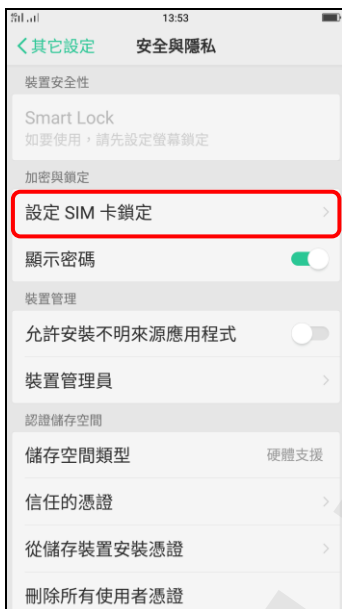 13:53
其它設定 安全與隱私
裝置安全性
Smart Lock
如要使用，請先設定螢幕鎖定
加密與鎖定
設定 SIM 卡鎖定
顯示密碼
裝置管理
允許安裝不明來源應用程式
裝置管理員
認證儲存空間
儲存空間類型 硬體支援
信任的憑證
從儲存裝置安裝憑證
刪除所有使用者憑證